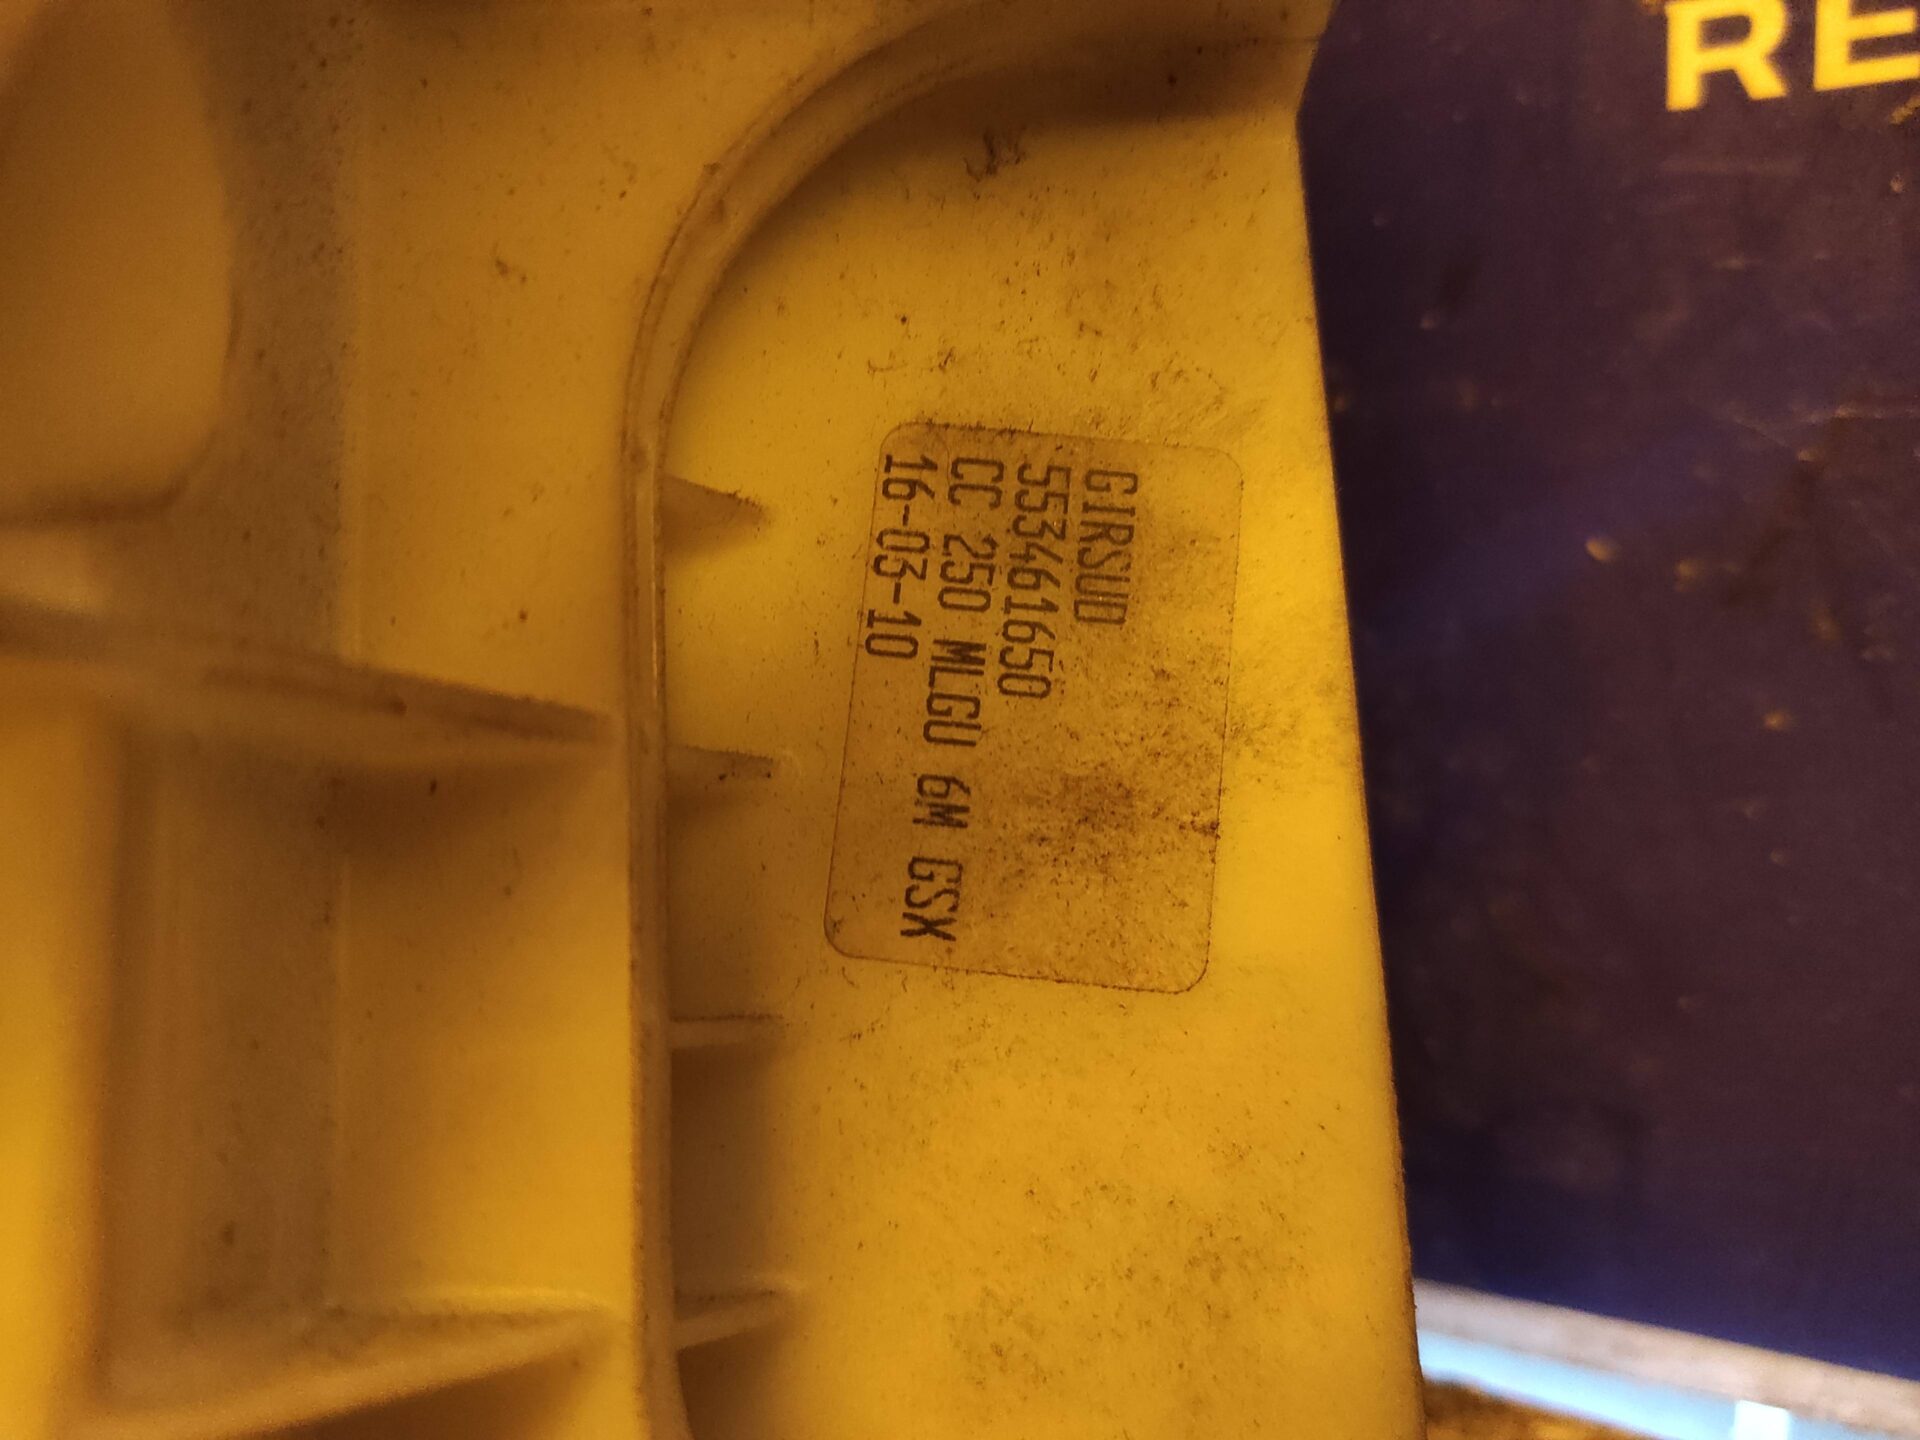 GIRSUD
553461650
CC 250 MLGU 6M GSX
16-03-10
RE